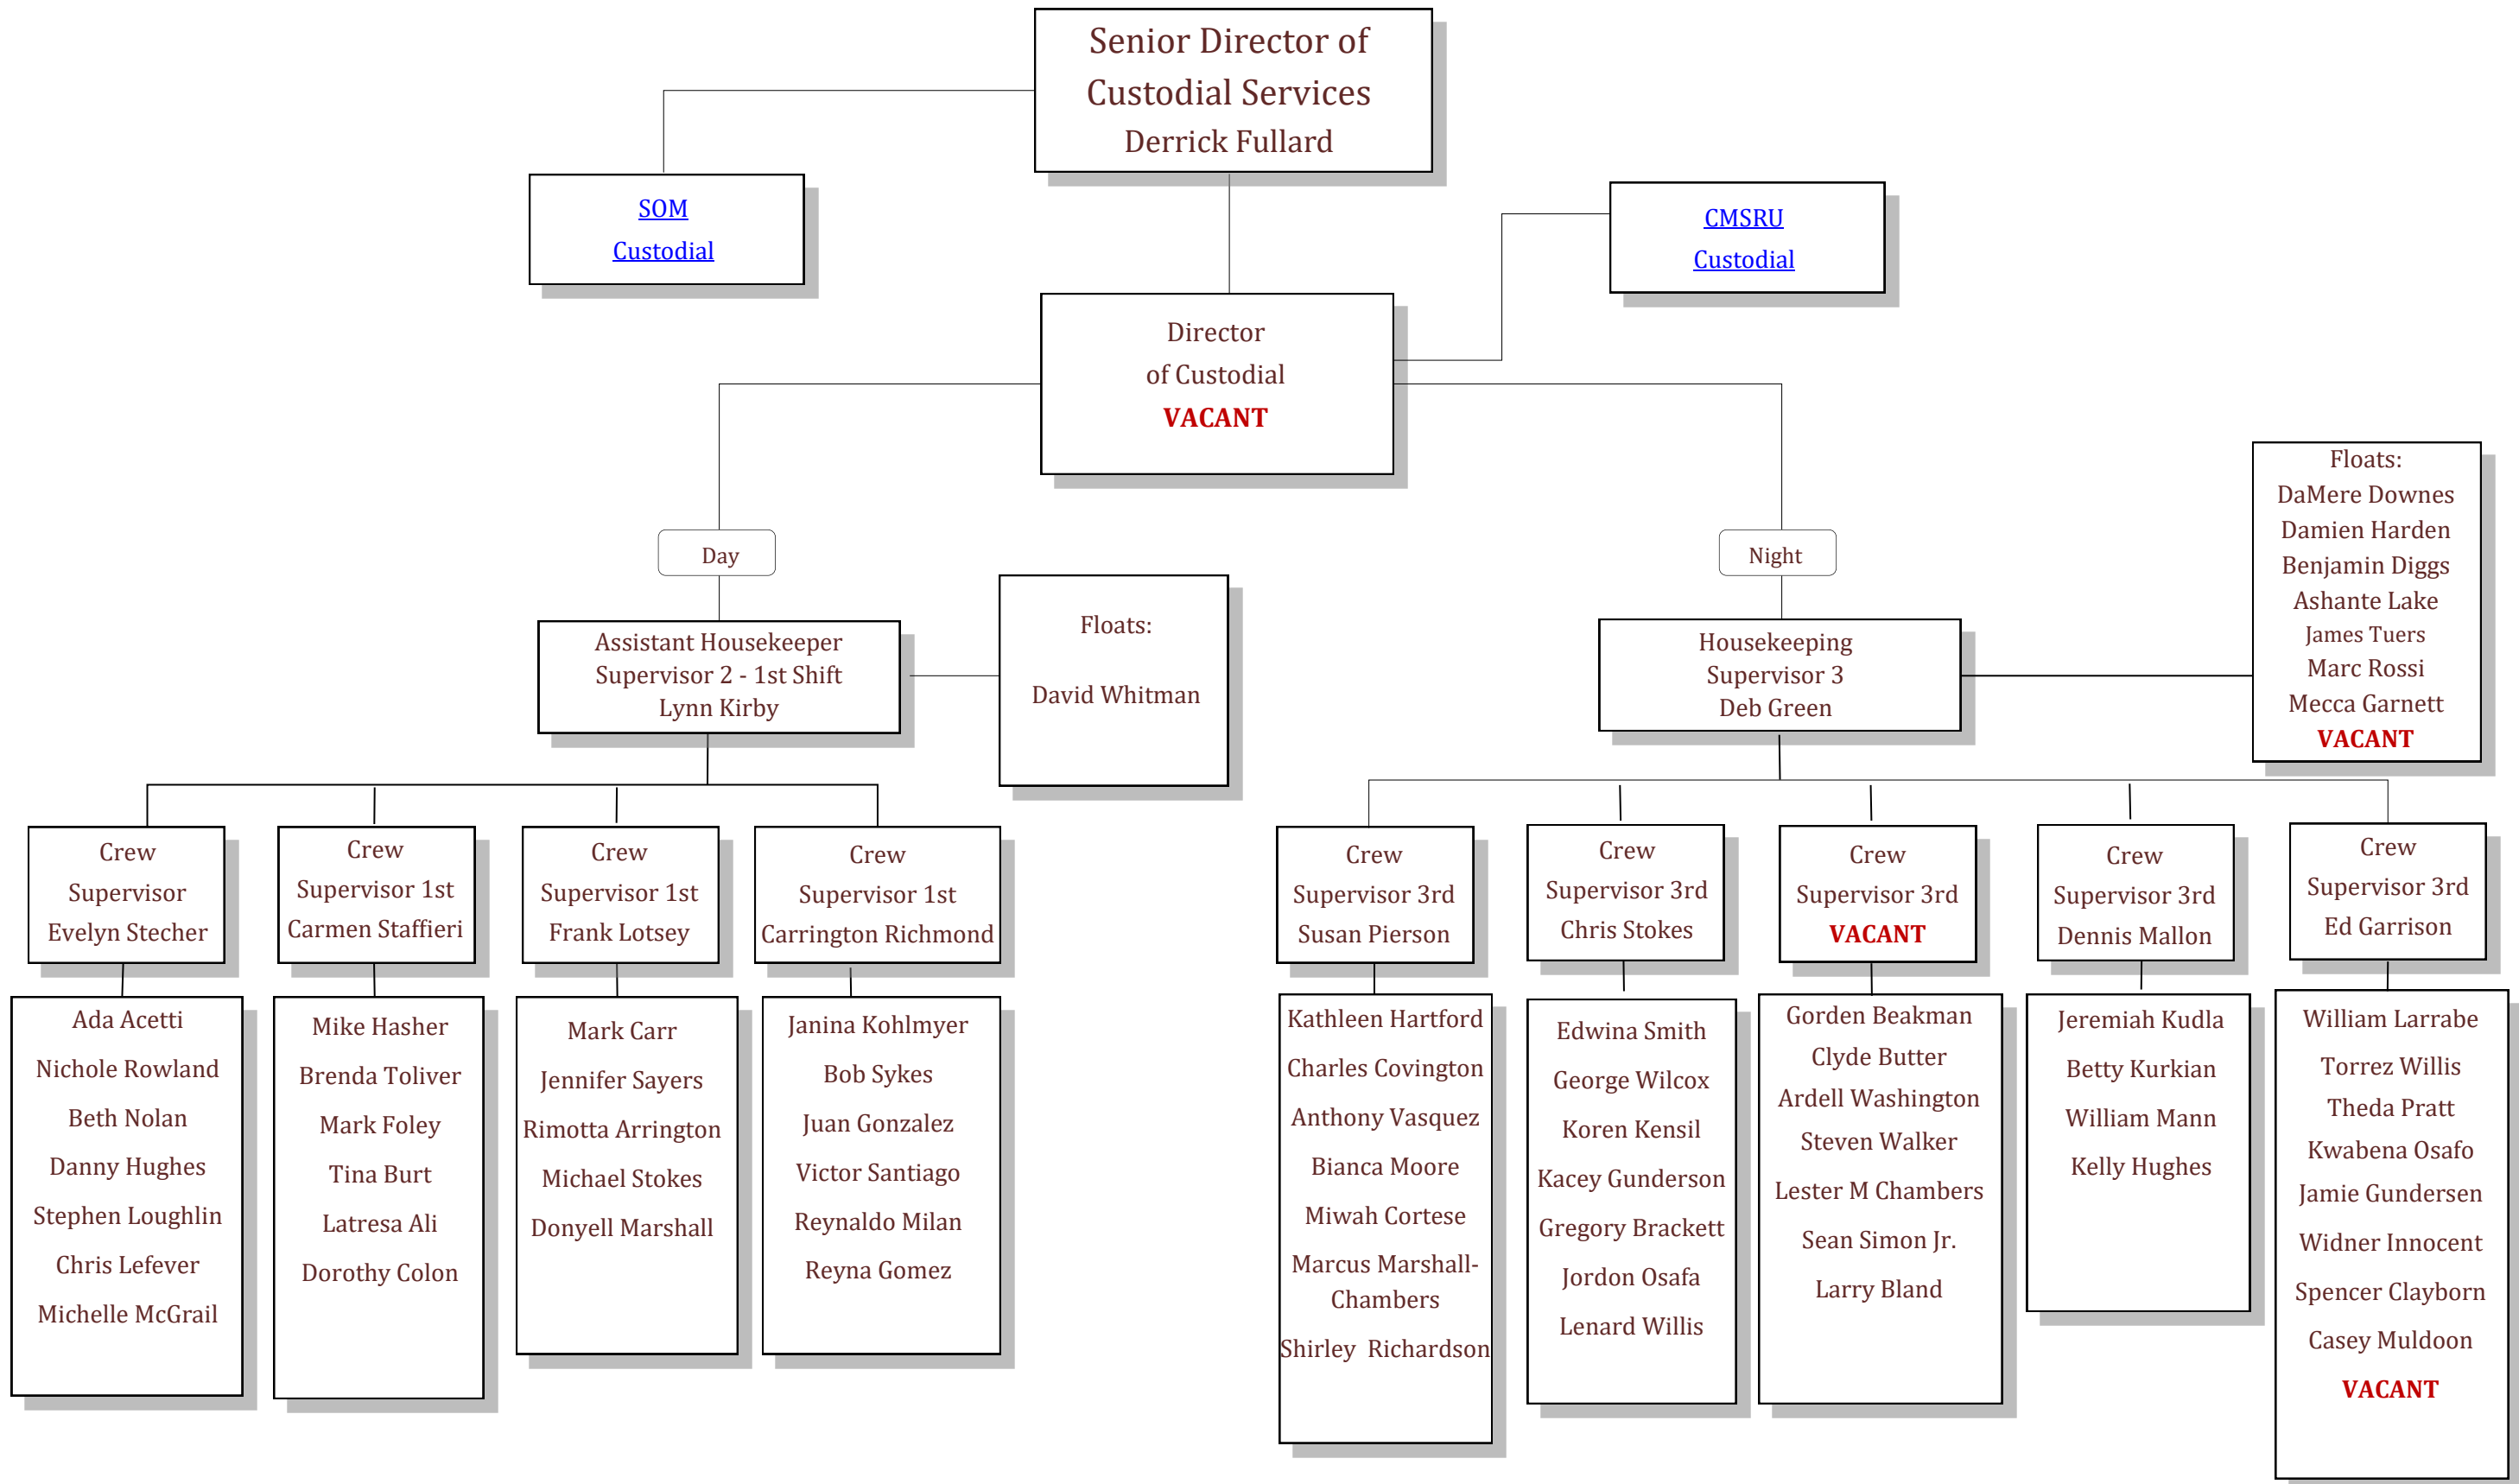 Senior Director of
Custodial Services
Derrick Fullard
SOM
Custodial
CMSRU
Custodial
Director
of Custodial
VACANT
Day
Night
Floats:
DaMere Downes
Damien Harden
Benjamin Diggs
Ashante Lake
James Tuers
Marc Rossi
Mecca Garnett
VACANT
Assistant Housekeeper
Supervisor 2 - 1st Shift
Lynn Kirby
Floats:
David Whitman
Housekeeping
Supervisor 3
Deb Green
Crew
Supervisor
Evelyn Stecher
Crew
Supervisor 1st
Carmen Staffieri
Crew
Supervisor 1st
Frank Lotsey
Crew
Supervisor 1st
Carrington Richmond
Crew
Supervisor 3rd
Susan Pierson
Crew
Supervisor 3rd
Chris Stokes
Crew
Supervisor 3rd
VACANT
Crew
Supervisor 3rd
Dennis Mallon
Crew
Supervisor 3rd
Ed Garrison
Ada Acetti
Nichole Rowland
Beth Nolan
Danny Hughes
Stephen Loughlin
Chris Lefever
Michelle McGrail
Mike Hasher
Brenda Toliver
Mark Foley
Tina Burt
Latresa Ali
Dorothy Colon
Mark Carr
Jennifer Sayers
Rimotta Arrington
Michael Stokes
Donyell Marshall
Janina Kohlmyer
Bob Sykes
Juan Gonzalez
Victor Santiago
Reynaldo Milan
Reyna Gomez
Kathleen Hartford
Charles Covington
Anthony Vasquez
Bianca Moore
Miwah Cortese
Marcus Marshall-
Chambers
Shirley Richardson
Edwina Smith
George Wilcox
Koren Kensil
Kacey Gunderson
Gregory Brackett
Jordon Osafa
Lenard Willis
Gorden Beakman
Clyde Butter
Ardell Washington
Steven Walker
Lester M Chambers
Sean Simon Jr.
Larry Bland
Jeremiah Kudla
Betty Kurkian
William Mann
Kelly Hughes
William Larrabe
Torrez Willis
Theda Pratt
Kwabena Osafo
Jamie Gundersen
Widner Innocent
Spencer Clayborn
Casey Muldoon
VACANT